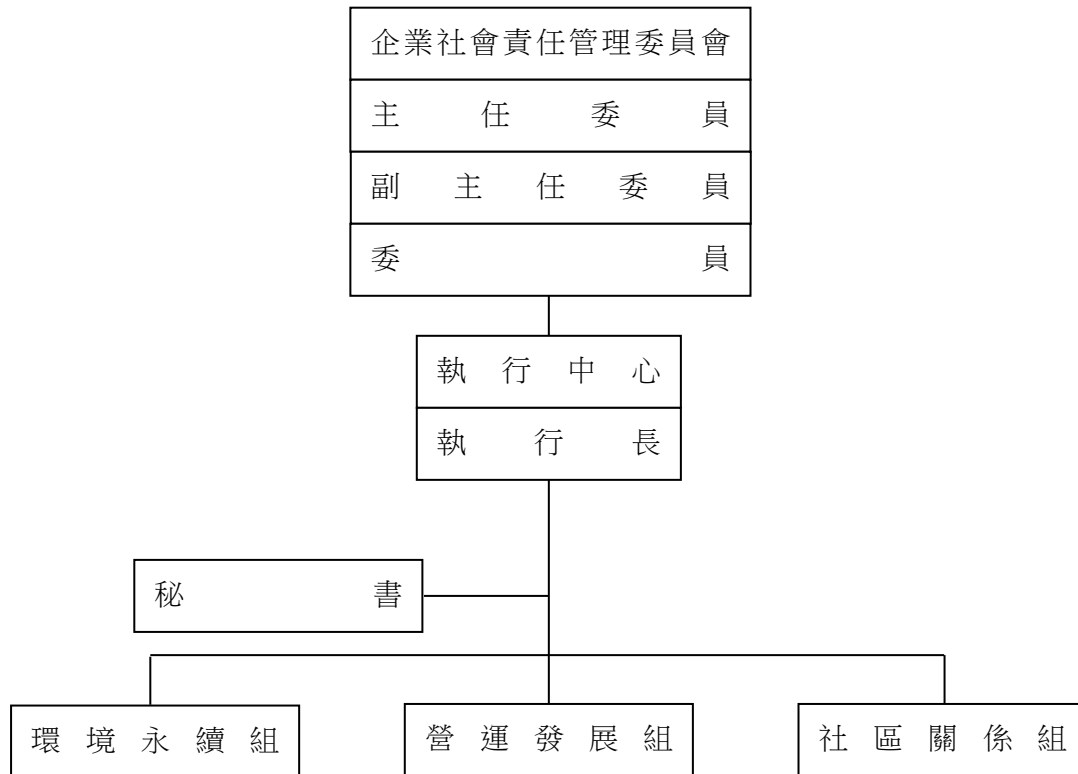 企業社會責任管理委員會
主任委員
副主任委員
委員
執行中心
執行長
秘書
環境永續組
營運發展組
社區關係組